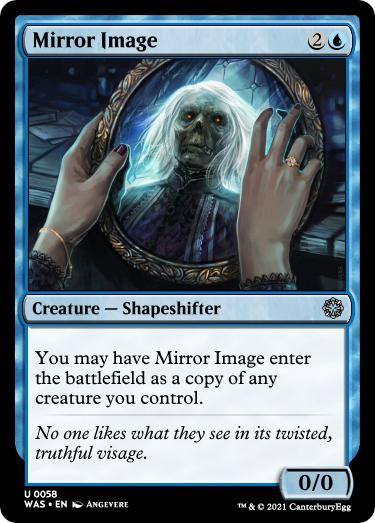 Mirror Image 2
Creature — Shapeshifter
You may have Mirror Image enter
the battlefield as a copy of any
creature you control.
No one likes what they see in its twisted,
truthful visage.
0/0
U 0058
WAS • EN Angevere
™ & © 2021 CanterburyEgg